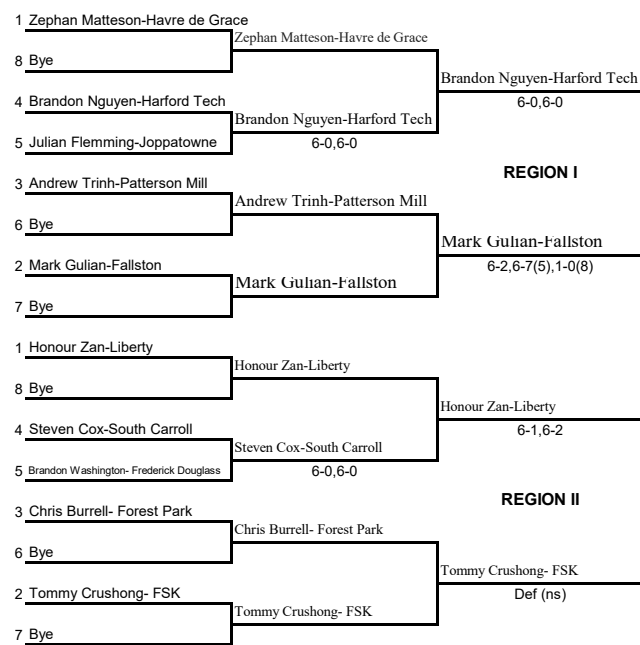 1 Zephan Matteson-Havre de Grace
Zephan Matteson-Havre de Grace
8 Bye
Brandon Nguyen-Harford Tech
6-0,6-0
4 Brandon Nguyen-Harford Tech
Brandon Nguyen-Harford Tech
5 Julian Flemming-Joppatowne
6-0,6-0
REGION I
3 Andrew Trinh-Patterson Mill
Andrew Trinh-Patterson Mill
6 Bye
Mark Gulian-Fallston
6-2,6-7(5),1-0(8)
2 Mark Gulian-Fallston
Mark Gulian-Fallston
7 Bye
1 Honour Zan-Liberty
Honour Zan-Liberty
8 Bye
Honour Zan-Liberty
6-1,6-2
4 Steven Cox-South Carroll
Steven Cox-South Carroll
5 Brandon Washington- Frederick Douglass
6-0,6-0
REGION II
3 Chris Burrell- Forest Park
Chris Burrell- Forest Park
6 Bye
Tommy Crushong- FSK
Def (ns)
2 Tommy Crushong- FSK
Tommy Crushong- FSK
7 Bye